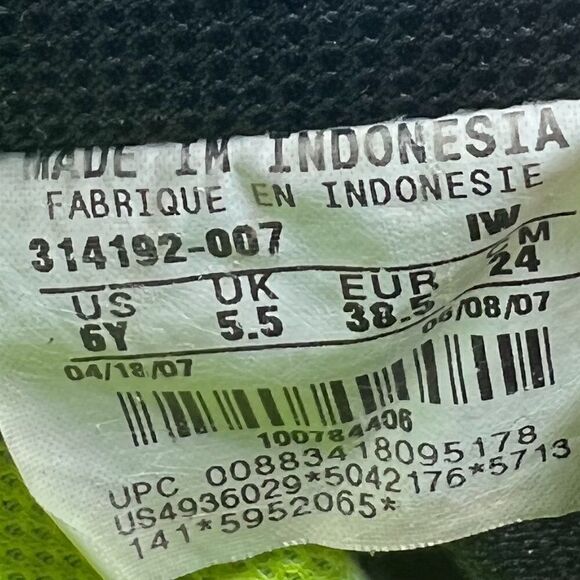 MADE IN INDONESIA
FABRIQUE EN INDONESIE
314192-007 IW
US UK EUR CM
6Y 5.5 38.5 24
04/18/07 06/08/07
100784406
UPC 00883418095178
US4936029*5042176*5713
141*5952065*